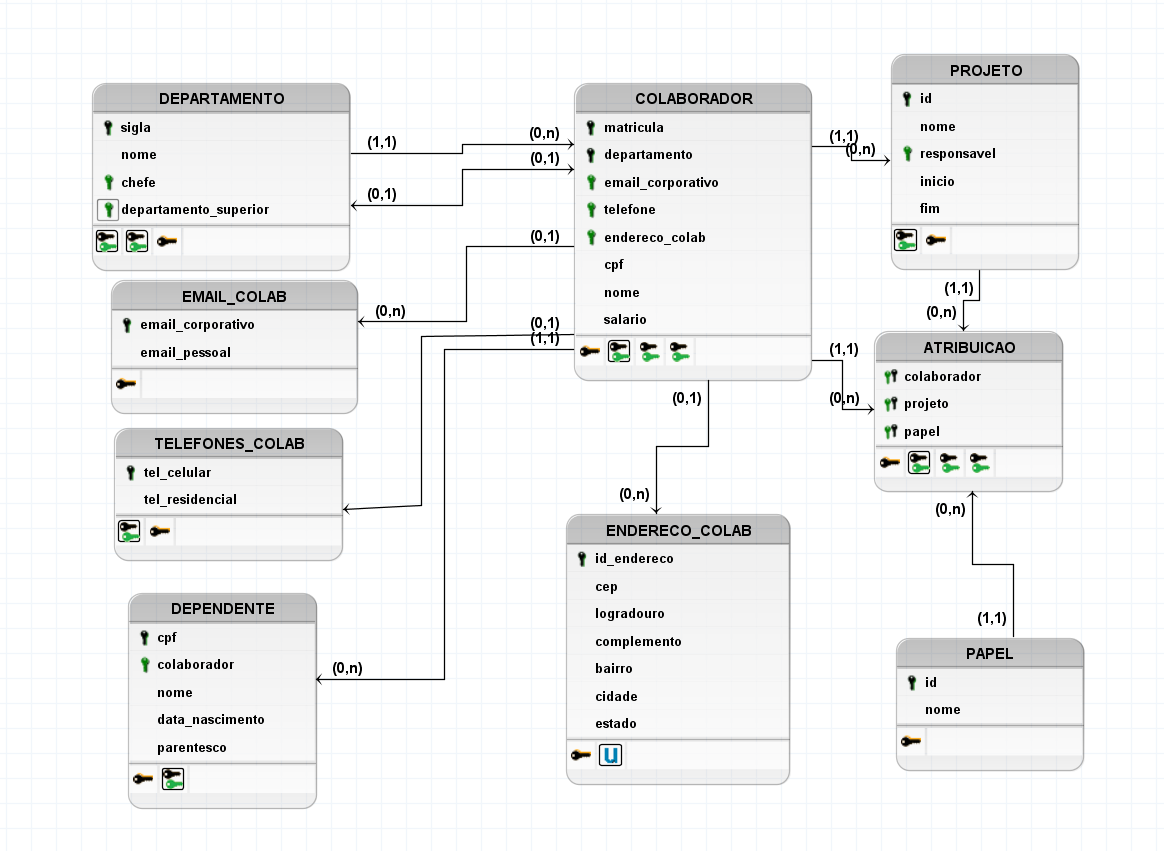 DEPARTAMENTO
sigla
nome
chefe
departamento_superior
(1,1)
(0,n)
(0,1)
(0,1)
COLABORADOR
matricula
departamento
email_corporativo
telefone
endereco_colab
cpf
nome
salario
(1,1)
(0,n)
PROJETO
id
nome
responsavel
inicio
fim
(1,1)
(0,n)
EMAIL_COLAB
email_corporativo
email_pessoal
(0,1)
(0,n)
(0,1)
(1,1)
(1,1)
(0,n)
ATRIBUICAO
colaborador
projeto
papel
(0,n)
TELEFONES_COLAB
tel_celular
tel_residencial
(0,1)
(0,n)
ENDERECO_COLAB
id_endereco
cep
logradouro
complemento
bairro
cidade
estado
U
DEPENDENTE
cpf
colaborador
nome
data_nascimento
parentesco
(0,n)
(1,1)
PAPEL
id
nome